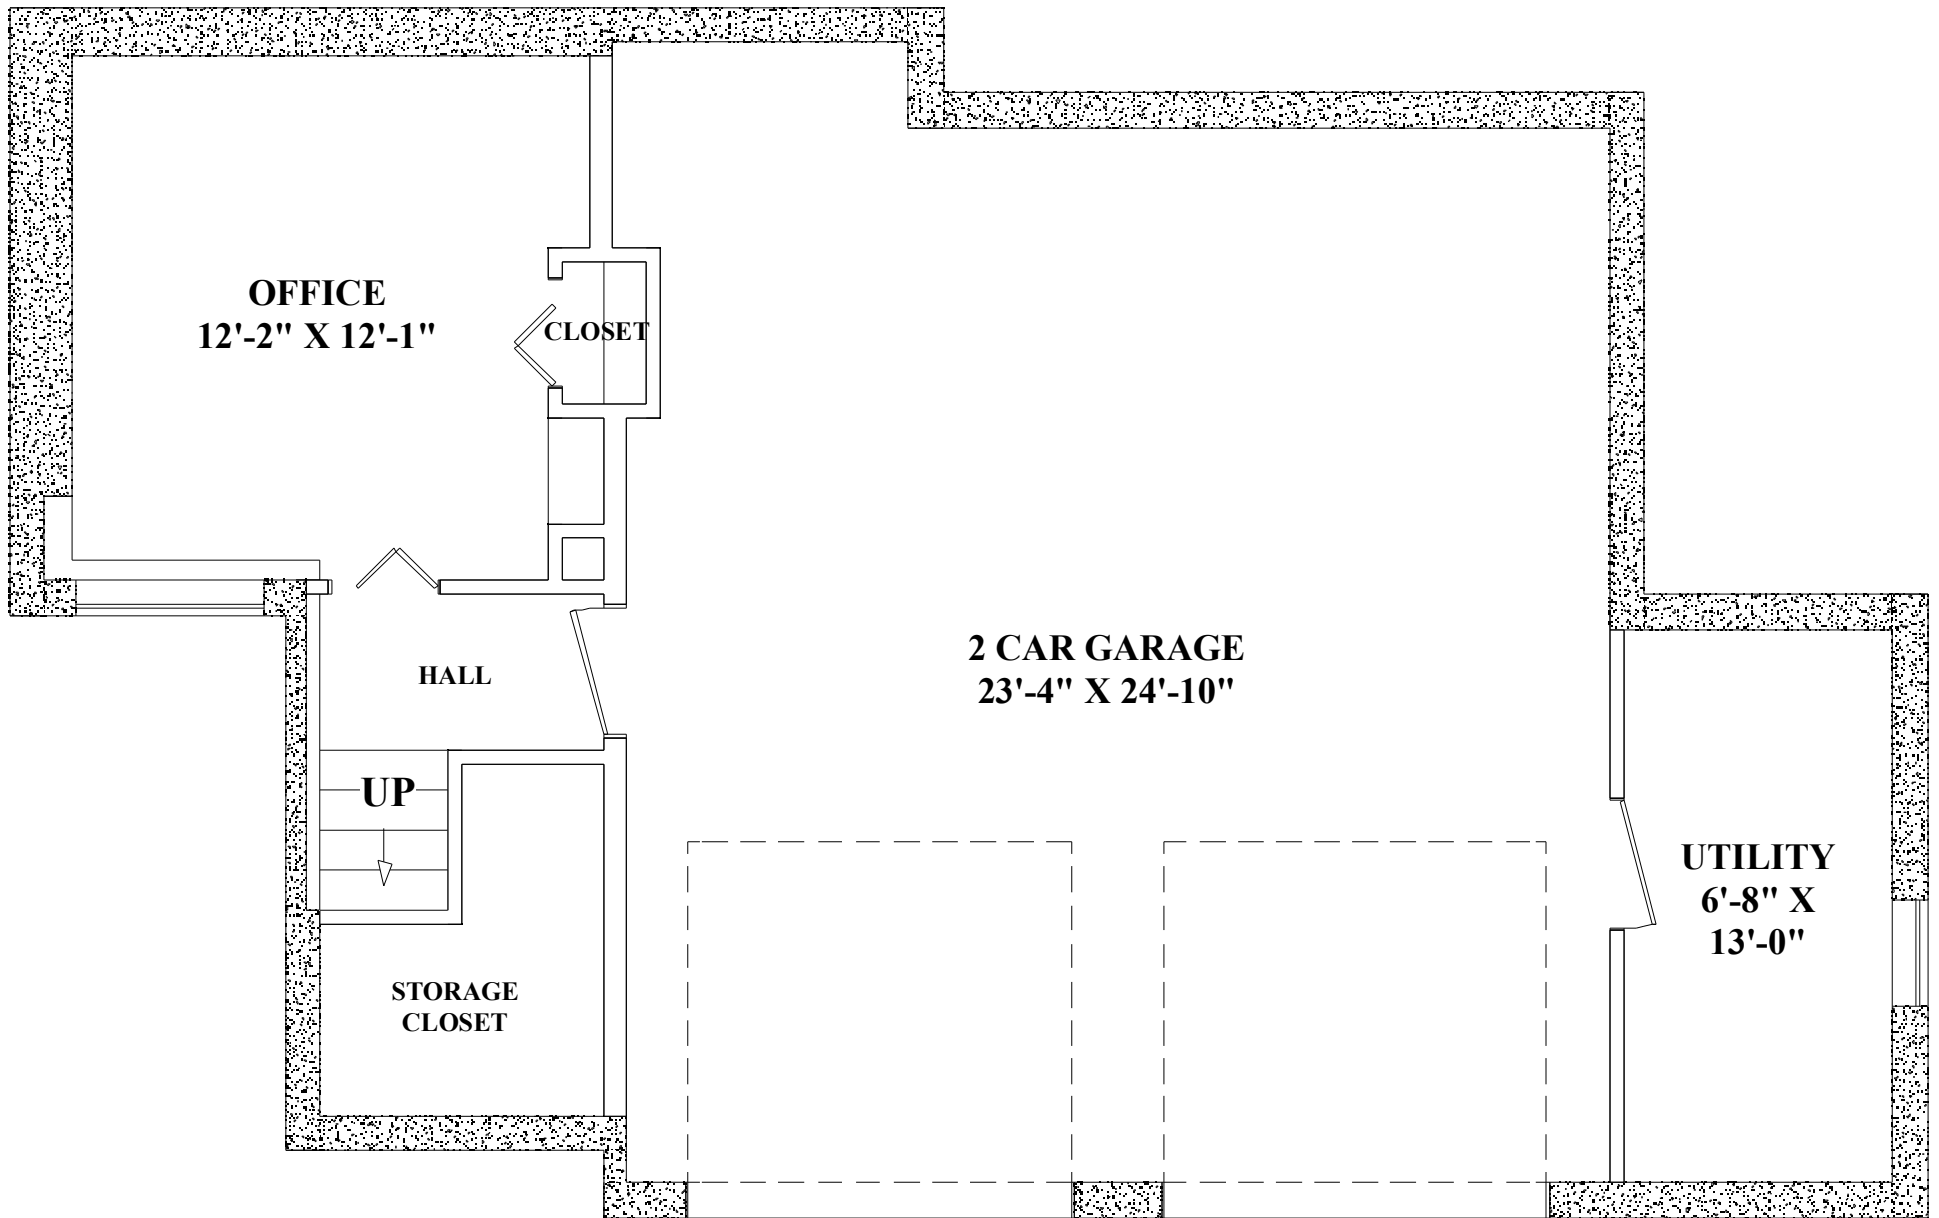 OFFICE
12'-2" X 12'-1"
CLOSET
2 CAR GARAGE
23'-4" X 24'-10"
HALL
UP
UTILITY
6'-8" X
13'-0"
STORAGE
CLOSET